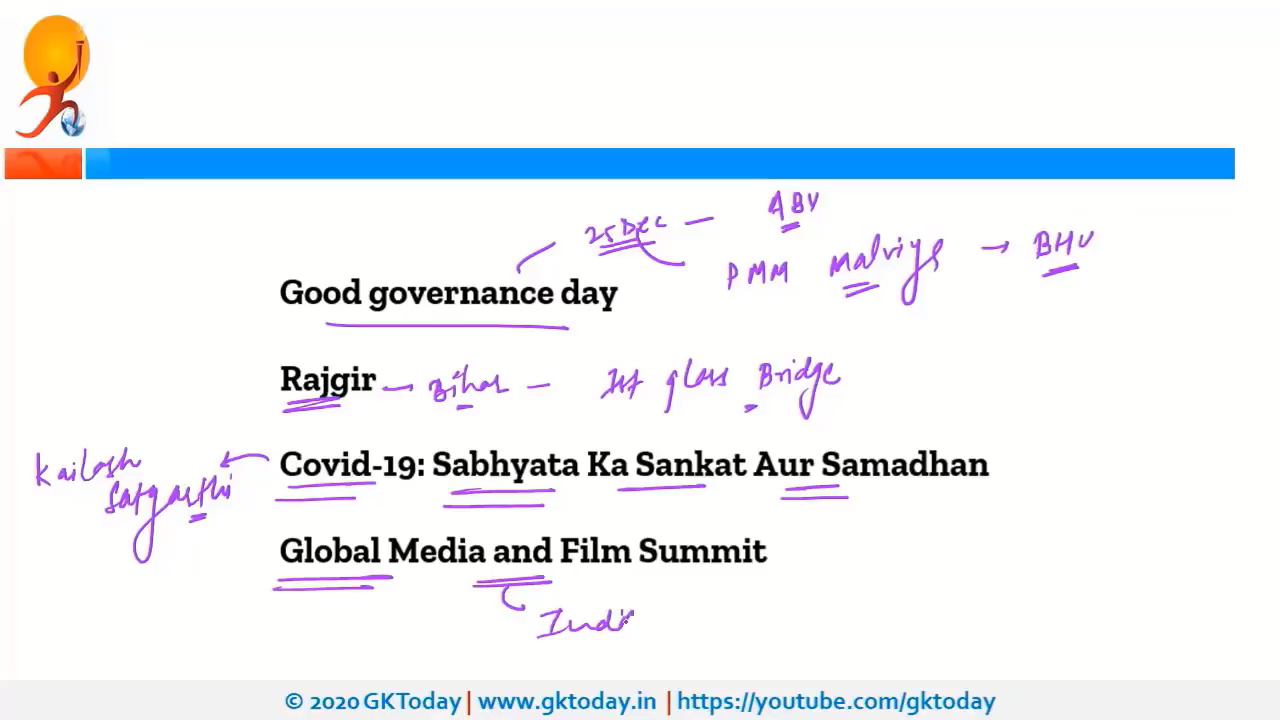 25 Dec — ABV
PMM Malviya → BHU
Good governance day
Rajgir — Bihar — 1st glass Bridge
Kailash
Satyarthi
Covid-19: Sabhyata Ka Sankat Aur Samadhan
Global Media and Film Summit
Indi
© 2020 GKToday | www.gktoday.in | https://youtube.com/gktoday